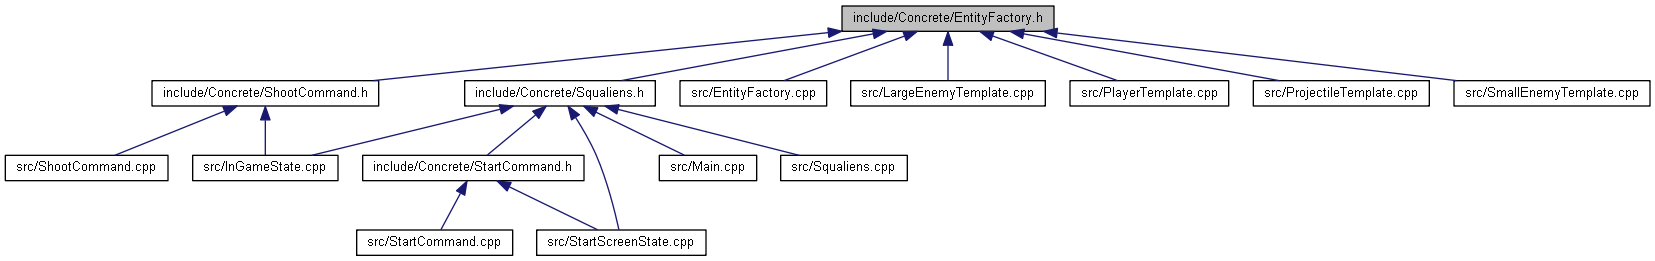 include/Concrete/EntityFactory.h
include/Concrete/ShootCommand.h
include/Concrete/Squaliens.h
src/EntityFactory.cpp
src/LargeEnemyTemplate.cpp
src/PlayerTemplate.cpp
src/ProjectileTemplate.cpp
src/SmallEnemyTemplate.cpp
src/ShootCommand.cpp
src/InGameState.cpp
include/Concrete/StartCommand.h
src/Main.cpp
src/Squaliens.cpp
src/StartCommand.cpp
src/StartScreenState.cpp